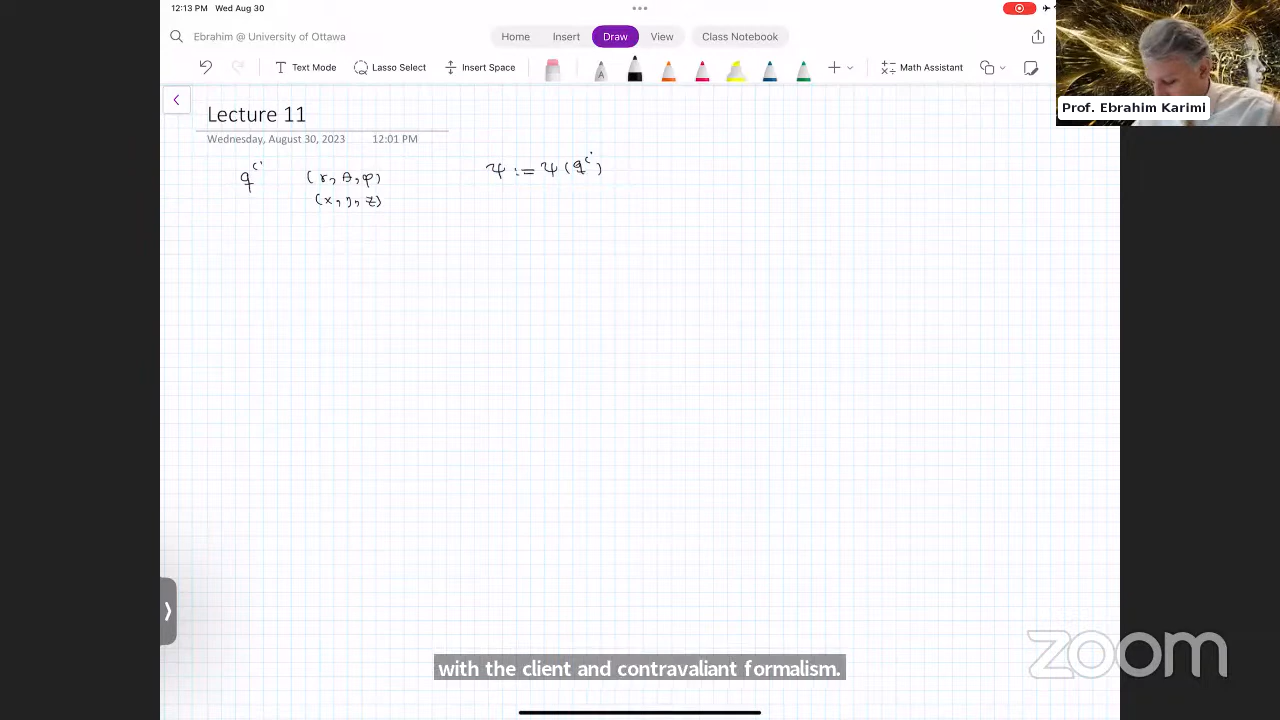 12:13 PM Wed Aug 30
Ebrahim @ University of Ottawa
Home Insert Draw View Class Notebook
Text Mode Lasso Select Insert Space A Math Assistant
Prof. Ebrahim Karimi
Lecture 11
Wednesday, August 30, 2023 12:01 PM
qⁱ (r, θ, φ) Ψ := Ψ(qⁱ)
(x, y, z)
zoom
with the client and contravaliant formalism.